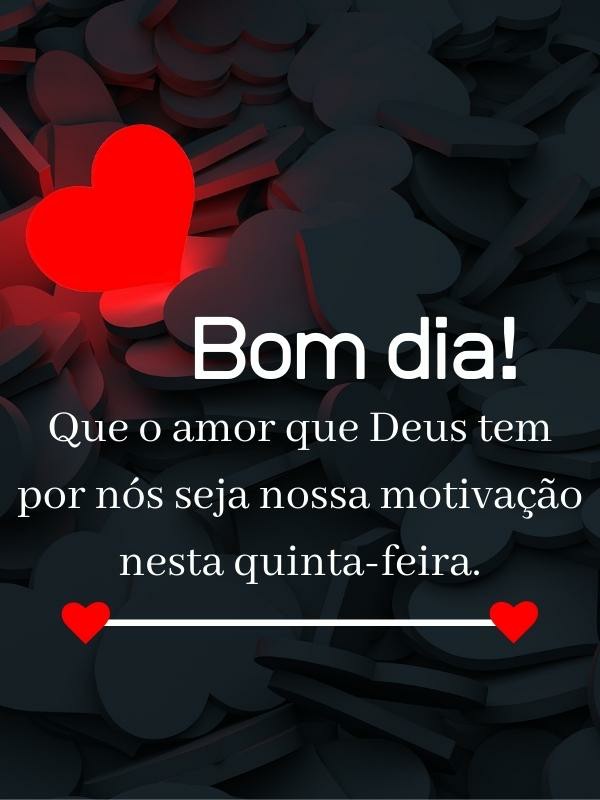 Bom dia!
Que o amor que Deus tem
por nós seja nossa motivação
nesta quinta-feira.